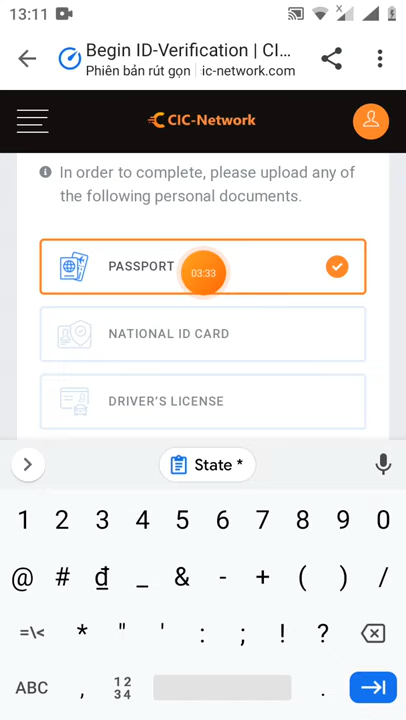 13:11
Begin ID-Verification | CI...
Phiên bản rút gọn | ic-network.com
CIC-Network
In order to complete, please upload any of
the following personal documents.
PASSPORT
03:33
NATIONAL ID CARD
DRIVER'S LICENSE
State *
1 2 3 4 5 6 7 8 9 0
@ # đ _ & - + ( ) /
=\< * " ' : ; ! ?
ABC , 12 34 .